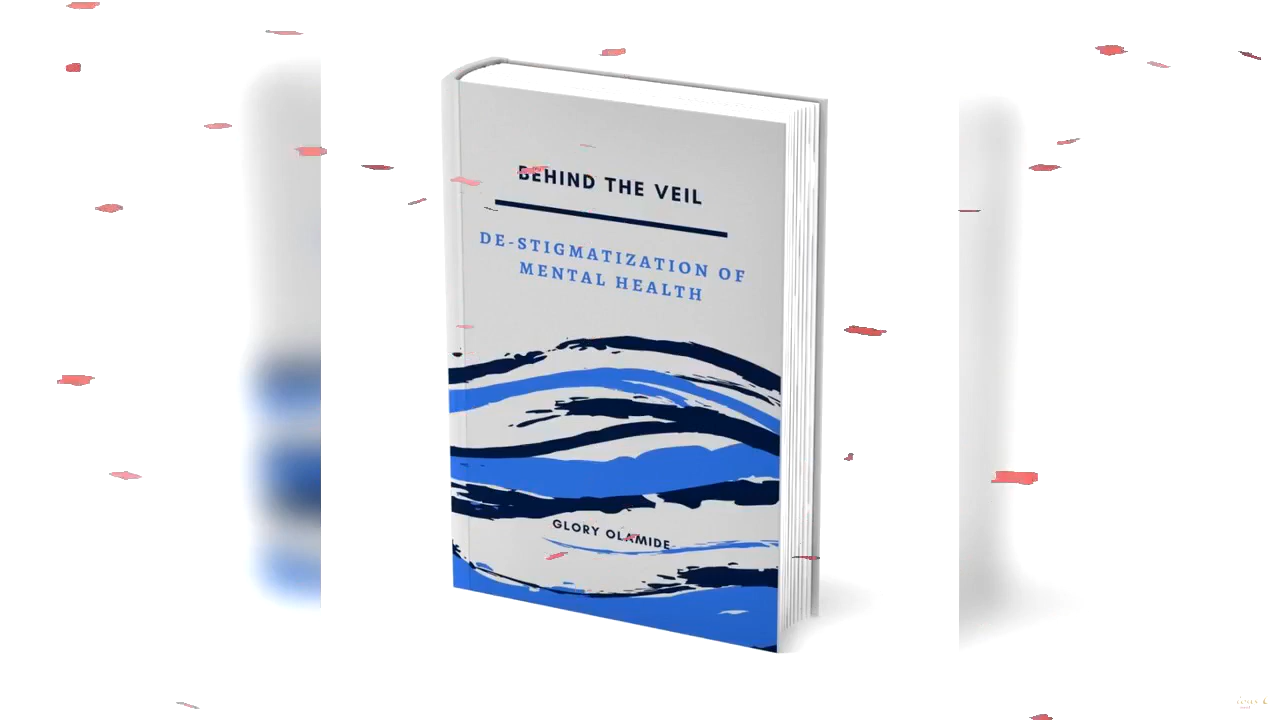 BEHIND THE VEIL
DE-STIGMATIZATION OF
MENTAL HEALTH
GLORY OLAMIDE